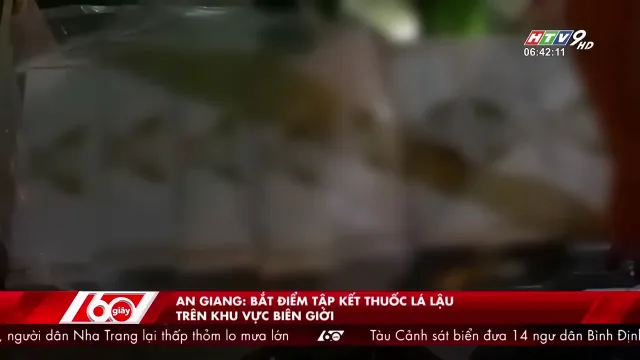 HTV9 HD
06:42:11
60 giây
AN GIANG: BẮT ĐIỂM TẬP KẾT THUỐC LÁ LẬU
TRÊN KHU VỰC BIÊN GIỚI
, người dân Nha Trang lại thấp thỏm lo mưa lớn 60 Tàu Cảnh sát biển đưa 14 ngư dân Bình Định